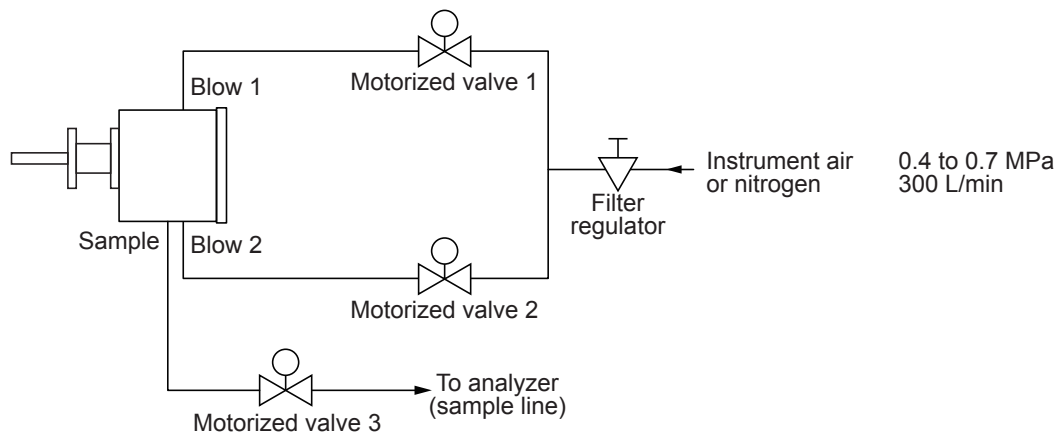 Motorized valve 1
Blow 1
Instrument air
or nitrogen
0.4 to 0.7 MPa
300 L/min
Filter
regulator
Sample
Blow 2
Motorized valve 2
To analyzer
(sample line)
Motorized valve 3